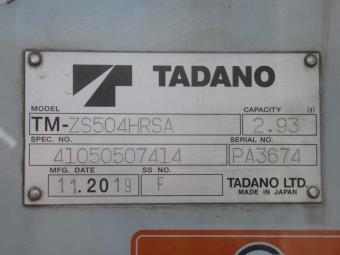 TADANO
MODEL CAPACITY (t)
TM-ZS504HRSA 2.93
SPEC. NO. SERIAL NO.
41050507414 PA3674
MFG. DATE SS NO.
11.2019 F TADANO LTD.
MADE IN JAPAN